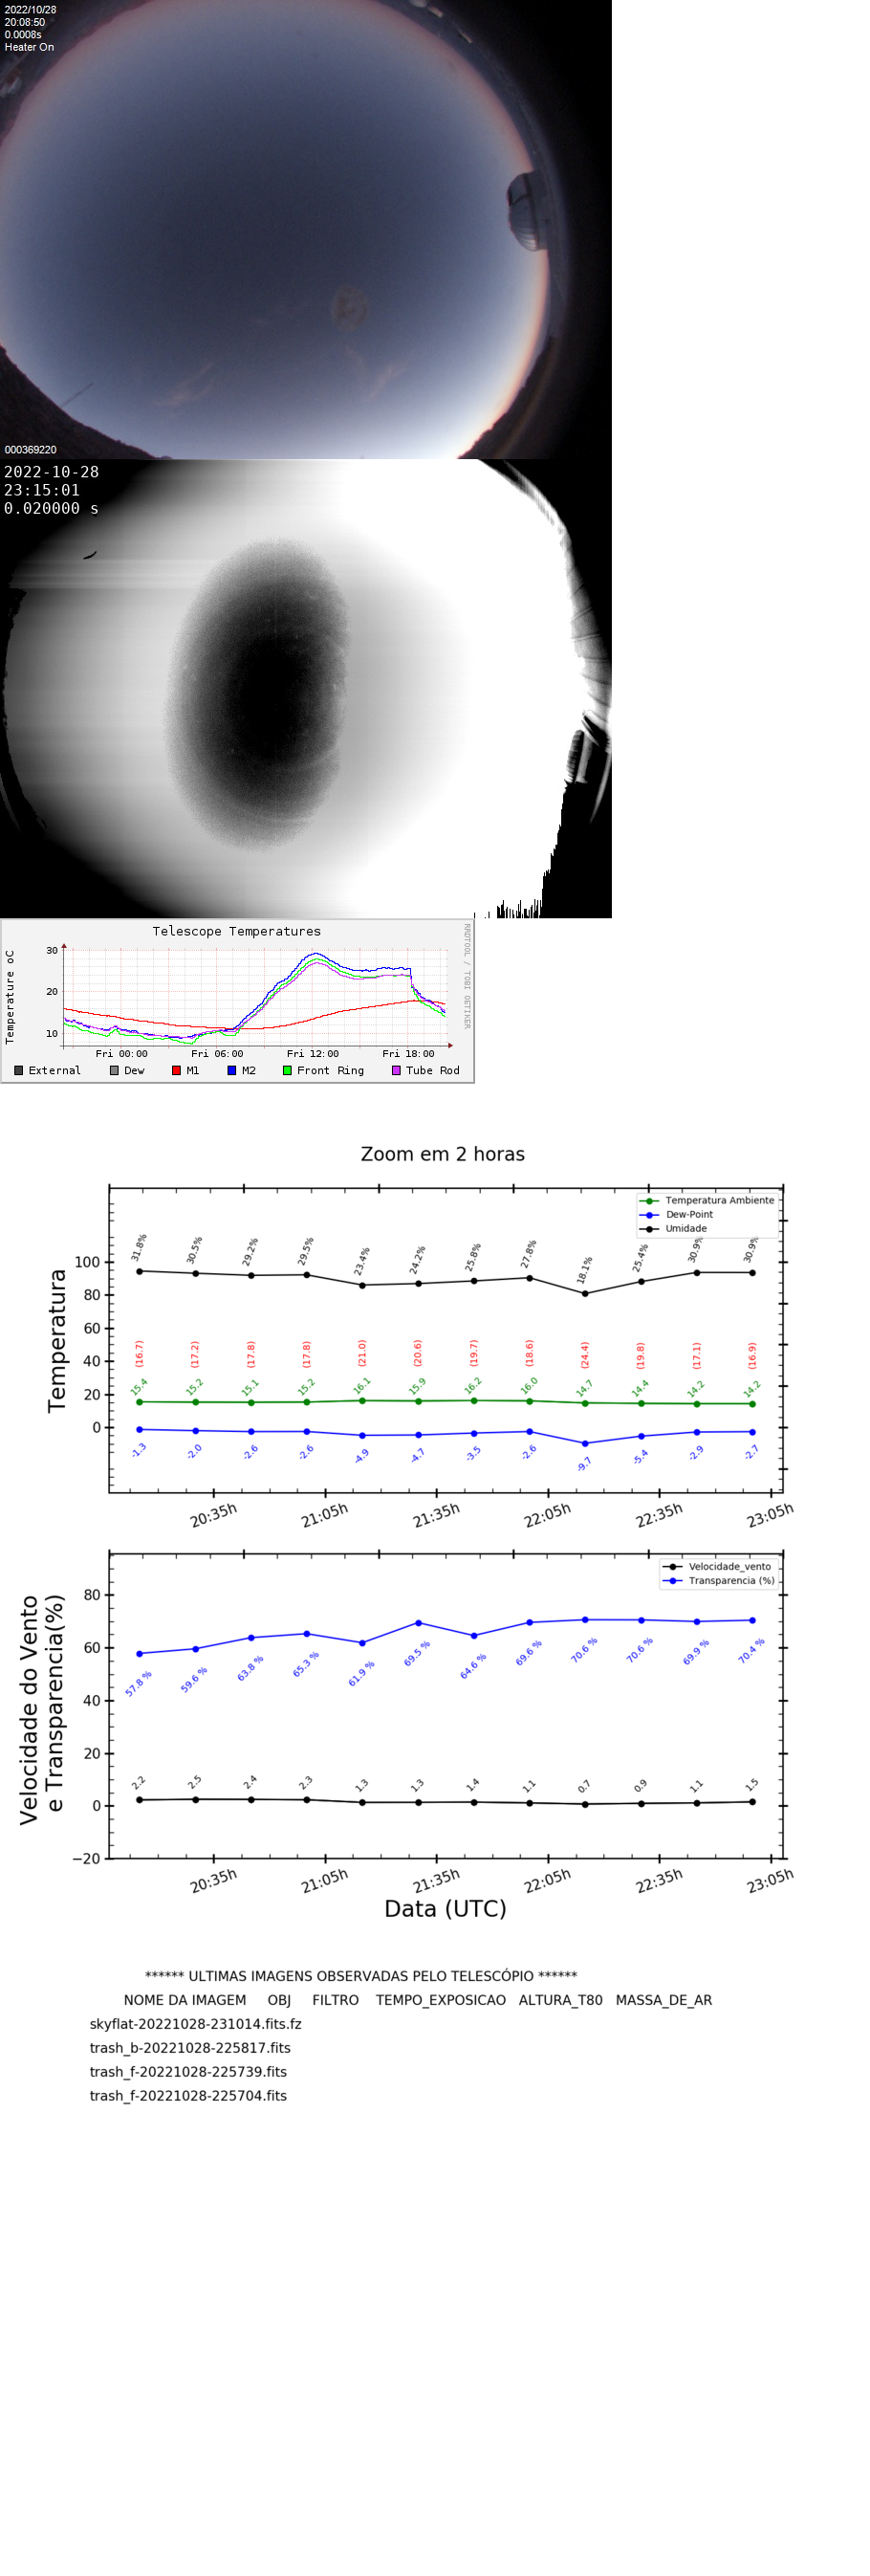 2022/10/28
20:08:50
0.0008s
Heater On
000369220
2022-10-28
23:15:01
0.020000 s
Telescope Temperatures
RRDTOOL / TOBI OETIKER
Temperature oC
30
20
10
Fri 00:00 Fri 06:00 Fri 12:00 Fri 18:00
External Dew M1 M2 Front Ring Tube Rod
Zoom em 2 horas
Temperatura Ambiente
Dew-Point
Umidade
Temperatura
100
80
60
40
20
0
31.8% 30.5% 29.2% 29.5% 23.4% 24.2% 25.8% 27.8% 18.1% 25.4% 30.9% 30.9%
(16.7) (17.2) (17.8) (17.8) (21.0) (20.6) (19.7) (18.6) (24.4) (19.8) (17.1) (16.9)
15.4 15.2 15.1 15.2 16.1 15.9 16.2 16.0 14.7 14.4 14.2 14.2
-1.3 -2.0 -2.6 -2.6 -4.9 -4.7 -3.5 -2.6 -9.7 -5.4 -2.9 -2.7
20:35h 21:05h 21:35h 22:05h 22:35h 23:05h
Velocidade_vento
Transparencia (%)
Velocidade do Vento
e Transparencia(%)
80
60
40
20
0
−20
57.8 % 59.6 % 63.8 % 65.3 % 61.9 % 69.5 % 64.6 % 69.6 % 70.6 % 70.6 % 69.9 % 70.4 %
2.2 2.5 2.4 2.3 1.3 1.3 1.4 1.1 0.7 0.9 1.1 1.5
20:35h 21:05h 21:35h 22:05h 22:35h 23:05h
Data (UTC)
****** ULTIMAS IMAGENS OBSERVADAS PELO TELESCÓPIO ******
NOME DA IMAGEM OBJ FILTRO TEMPO_EXPOSICAO ALTURA_T80 MASSA_DE_AR
skyflat-20221028-231014.fits.fz
trash_b-20221028-225817.fits
trash_f-20221028-225739.fits
trash_f-20221028-225704.fits